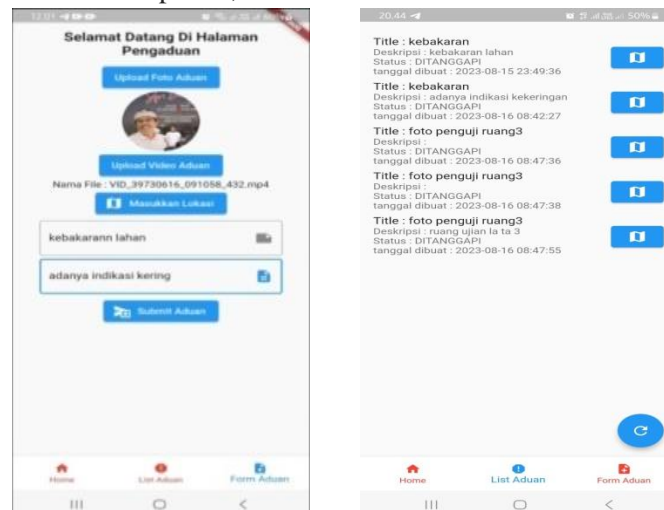 Selamat Datang Di Halaman
Pengaduan
Upload Foto Aduan
Upload Video Aduan
Nama File : VID_39730616_091058_432.mp4
Masukkan Lokasi
kebakarann lahan
adanya indikasi kering
Submit Aduan
Home
List Aduan
Form Aduan
20.44
50%
Title : kebakaran
Deskripsi : kebakaran lahan
Status : DITANGGAPI
tanggal dibuat : 2023-08-15 23:49:36
Title : kebakaran
Deskripsi : adanya indikasi kekeringan
Status : DITANGGAPI
tanggal dibuat : 2023-08-16 08:42:27
Title : foto penguji ruang3
Deskripsi :
Status : DITANGGAPI
tanggal dibuat : 2023-08-16 08:47:36
Title : foto penguji ruang3
Deskripsi :
Status : DITANGGAPI
tanggal dibuat : 2023-08-16 08:47:38
Title : foto penguji ruang3
Deskripsi : ruang ujian la ta 3
Status : DITANGGAPI
tanggal dibuat : 2023-08-16 08:47:55
Home
List Aduan
Form Aduan